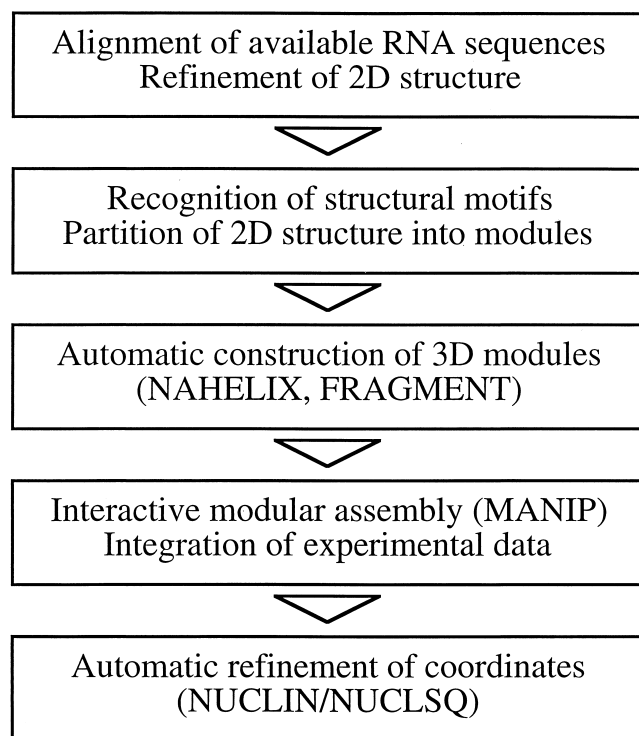 Alignment of available RNA sequences
Refinement of 2D structure
Recognition of structural motifs
Partition of 2D structure into modules
Automatic construction of 3D modules
(NAHELIX, FRAGMENT)
Interactive modular assembly (MANIP)
Integration of experimental data
Automatic refinement of coordinates
(NUCLIN/NUCLSQ)